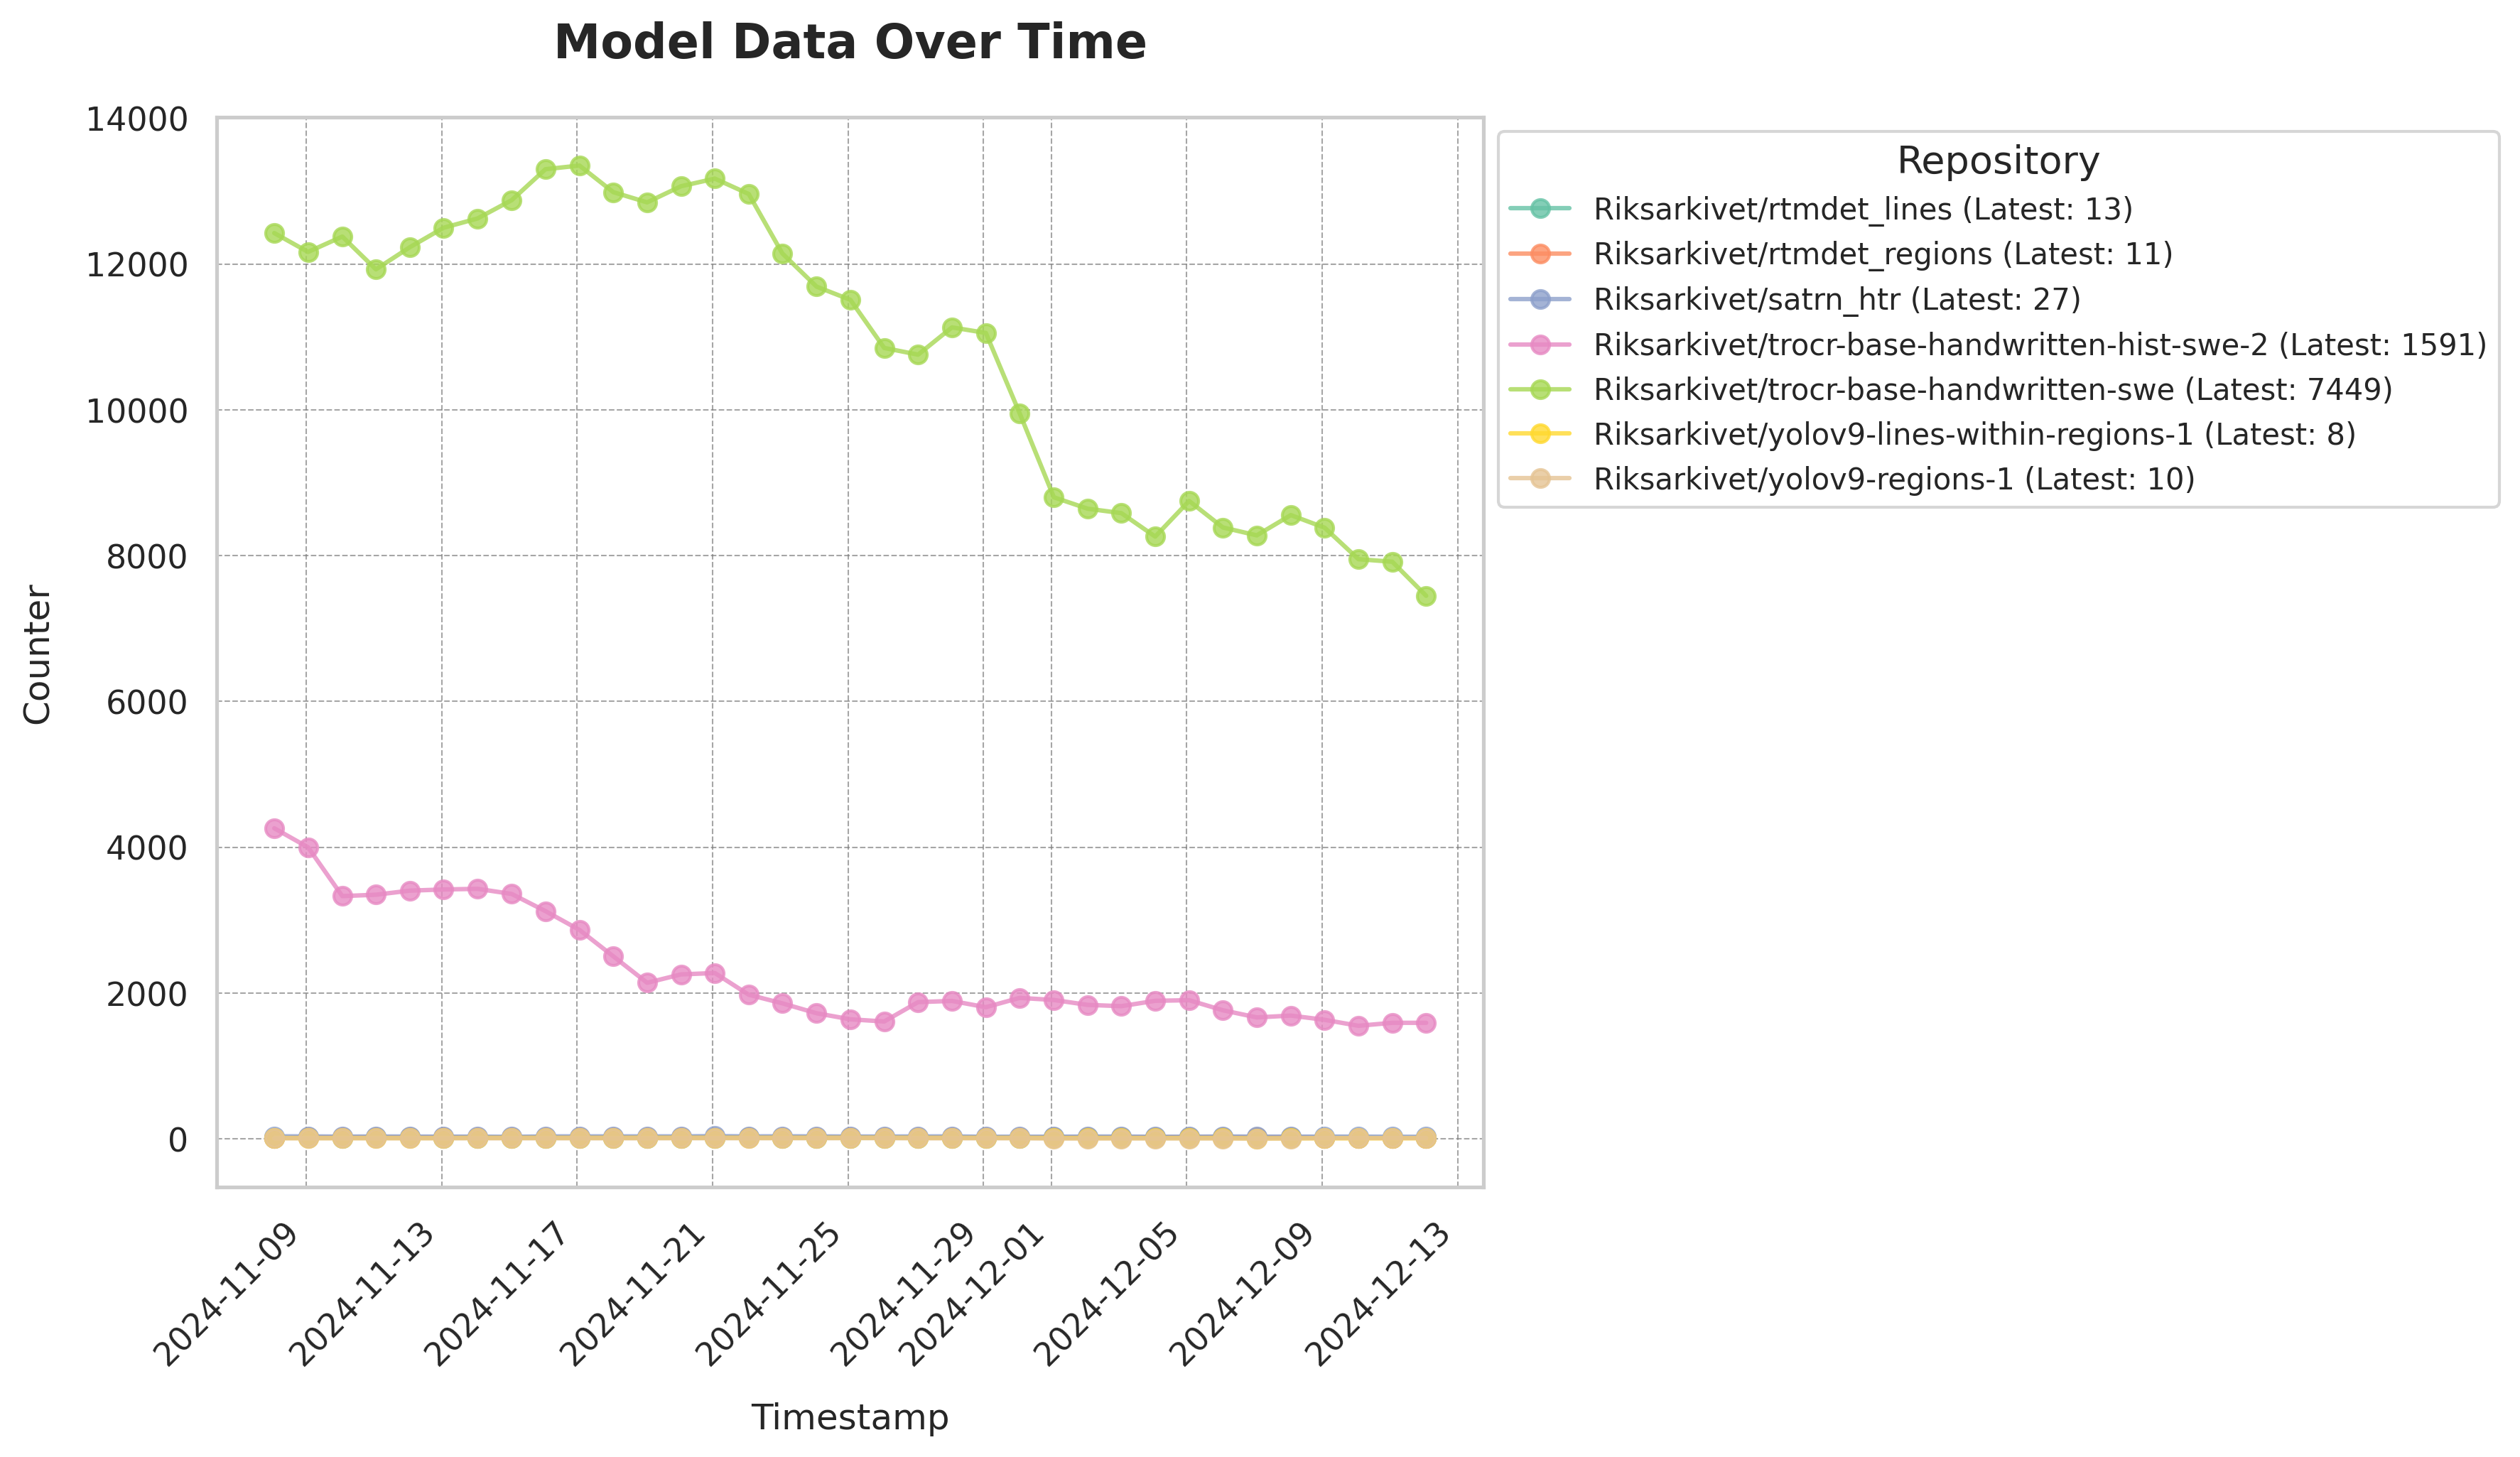 Model Data Over Time
14000
12000
10000
8000
6000
4000
2000
0
Counter
2024-11-09
2024-11-13
2024-11-17
2024-11-21
2024-11-25
2024-11-29
2024-12-01
2024-12-05
2024-12-09
2024-12-13
Timestamp
Repository
Riksarkivet/rtmdet_lines (Latest: 13)
Riksarkivet/rtmdet_regions (Latest: 11)
Riksarkivet/satrn_htr (Latest: 27)
Riksarkivet/trocr-base-handwritten-hist-swe-2 (Latest: 1591)
Riksarkivet/trocr-base-handwritten-swe (Latest: 7449)
Riksarkivet/yolov9-lines-within-regions-1 (Latest: 8)
Riksarkivet/yolov9-regions-1 (Latest: 10)